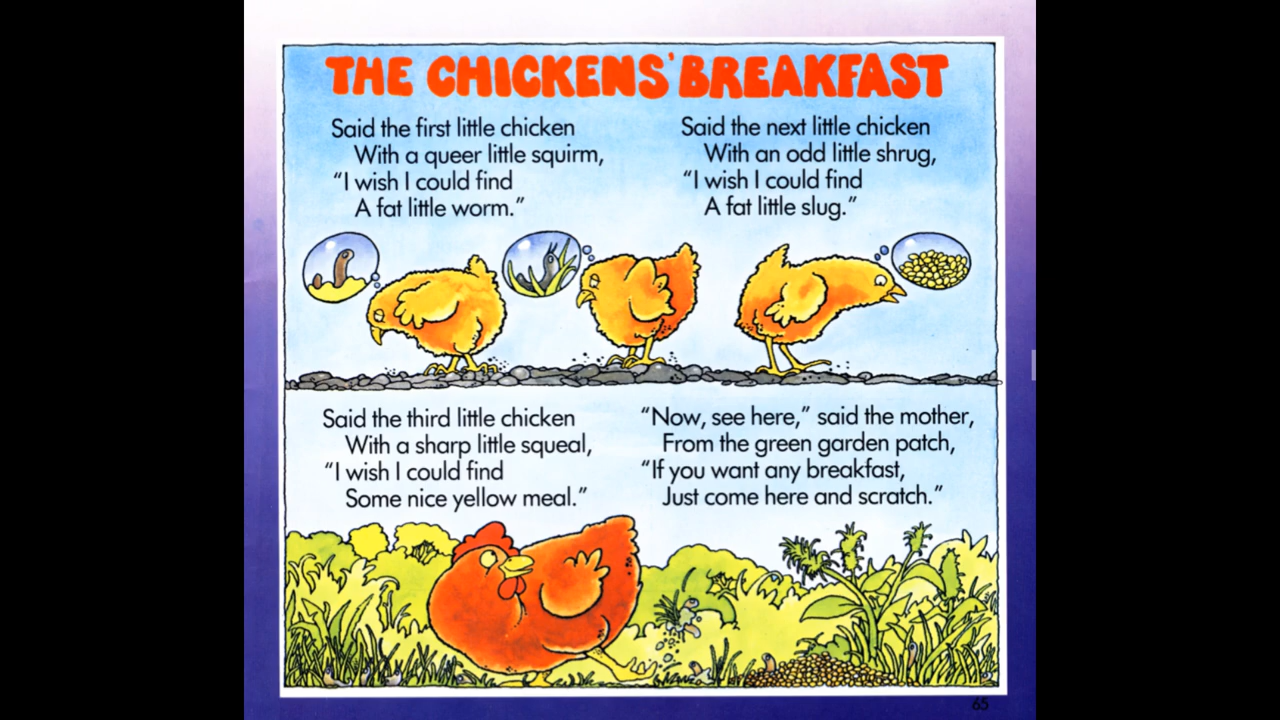 THE CHICKENS' BREAKFAST
Said the first little chicken
With a queer little squirm,
“I wish I could find
A fat little worm.”
Said the next little chicken
With an odd little shrug,
“I wish I could find
A fat little slug.”
Said the third little chicken
With a sharp little squeal,
“I wish I could find
Some nice yellow meal.”
“Now, see here,” said the mother,
From the green garden patch,
“If you want any breakfast,
Just come here and scratch.”
65